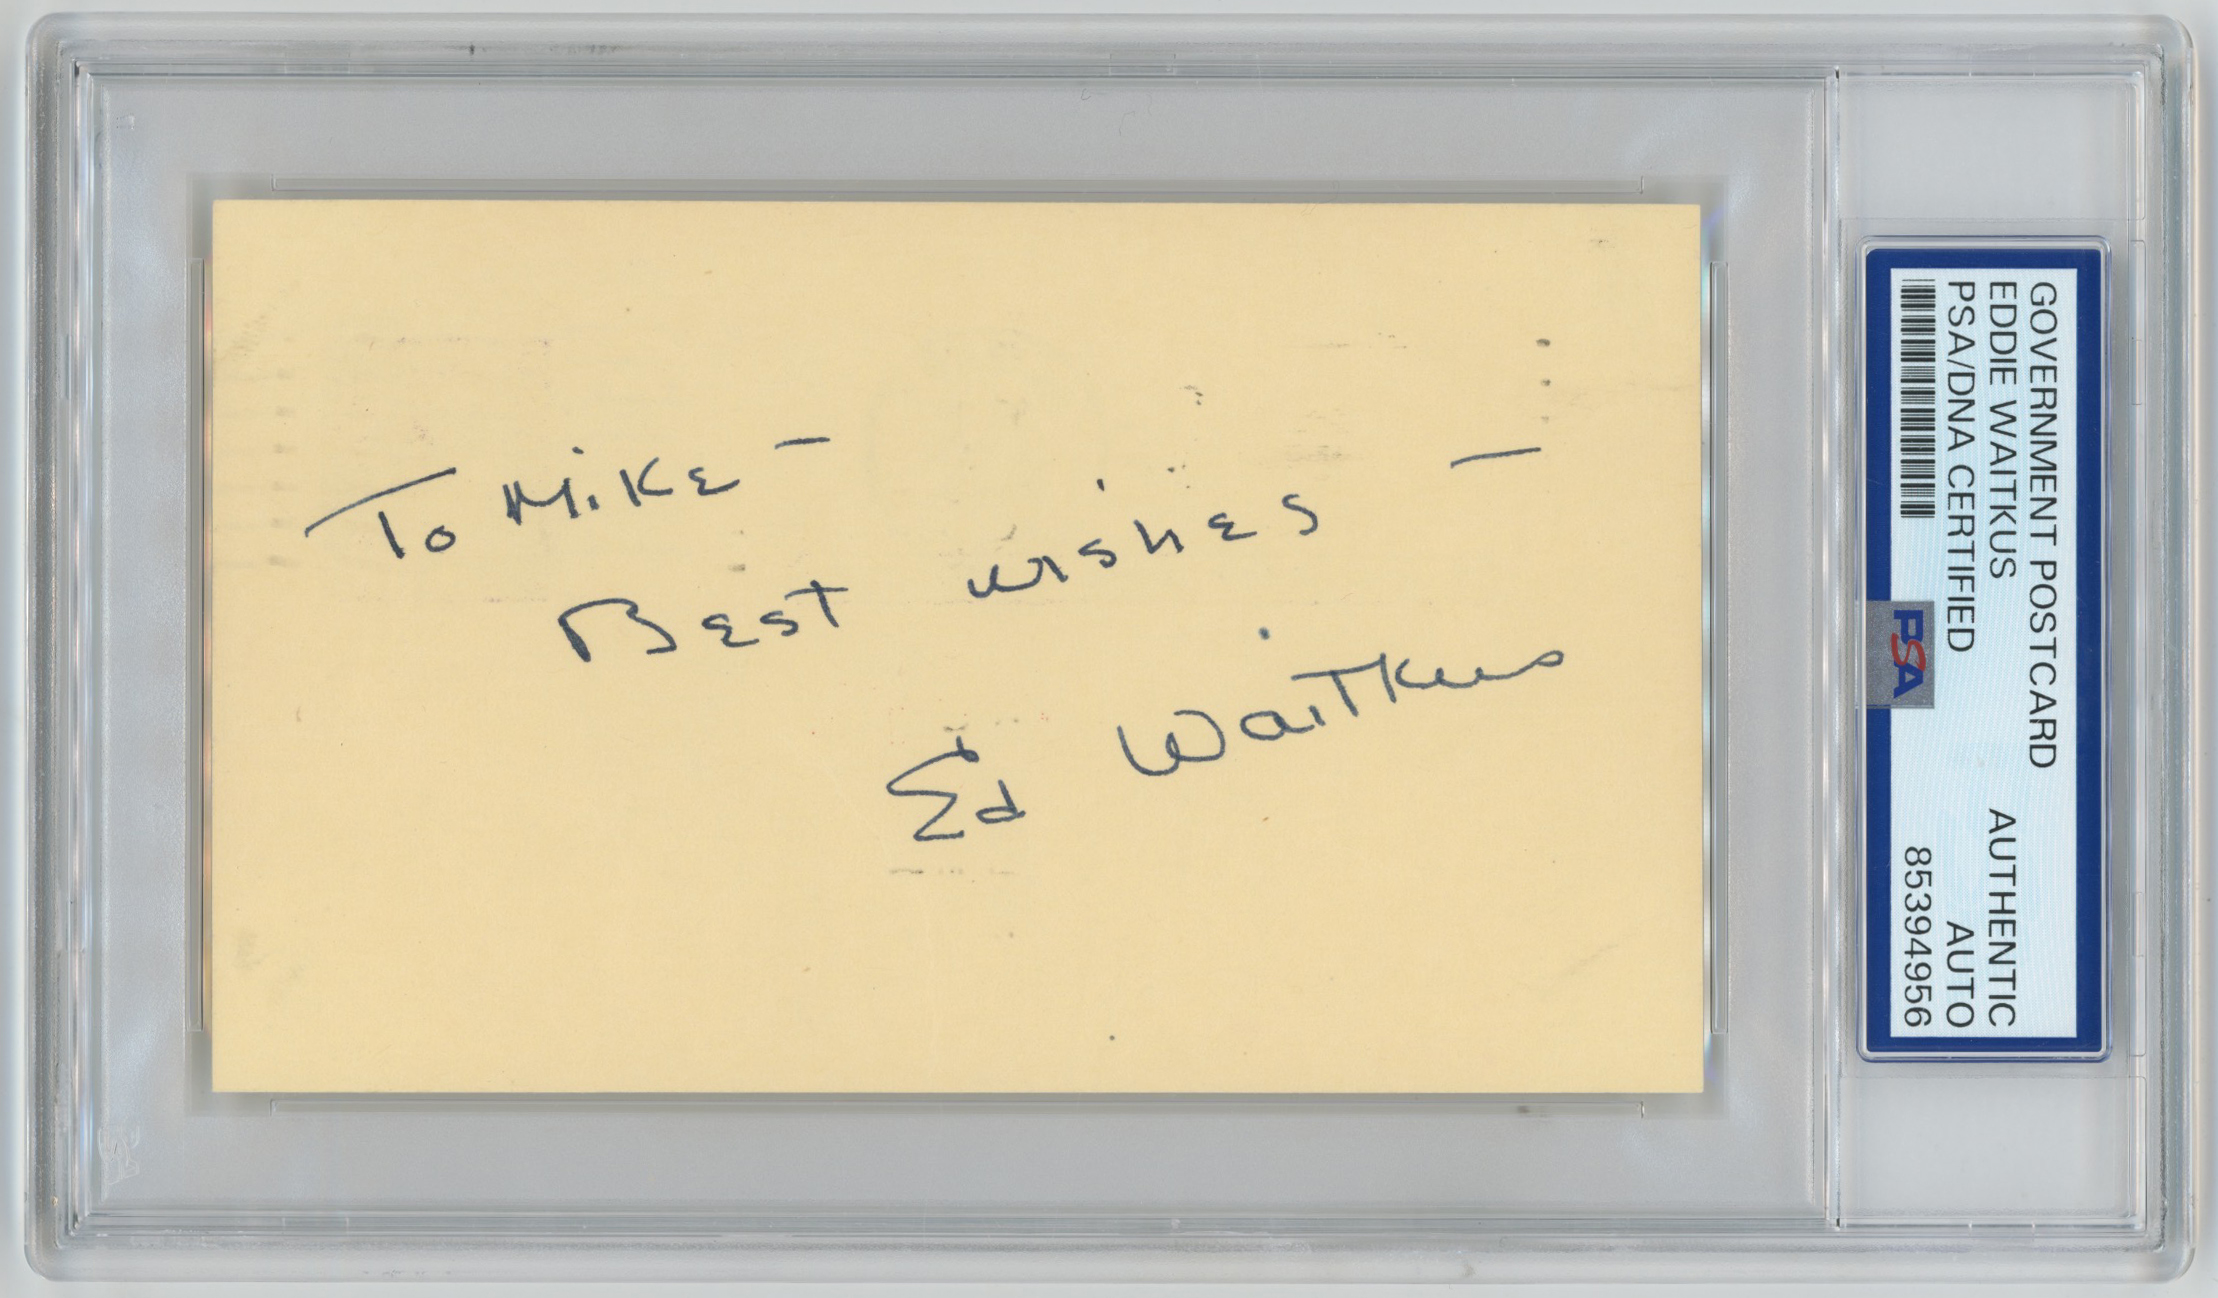 To Mike —
Best wishes —
Ed Waitkus
GOVERNMENT POSTCARD
EDDIE WAITKUS AUTHENTIC
PSA/DNA CERTIFIED AUTO
85394956
PSA